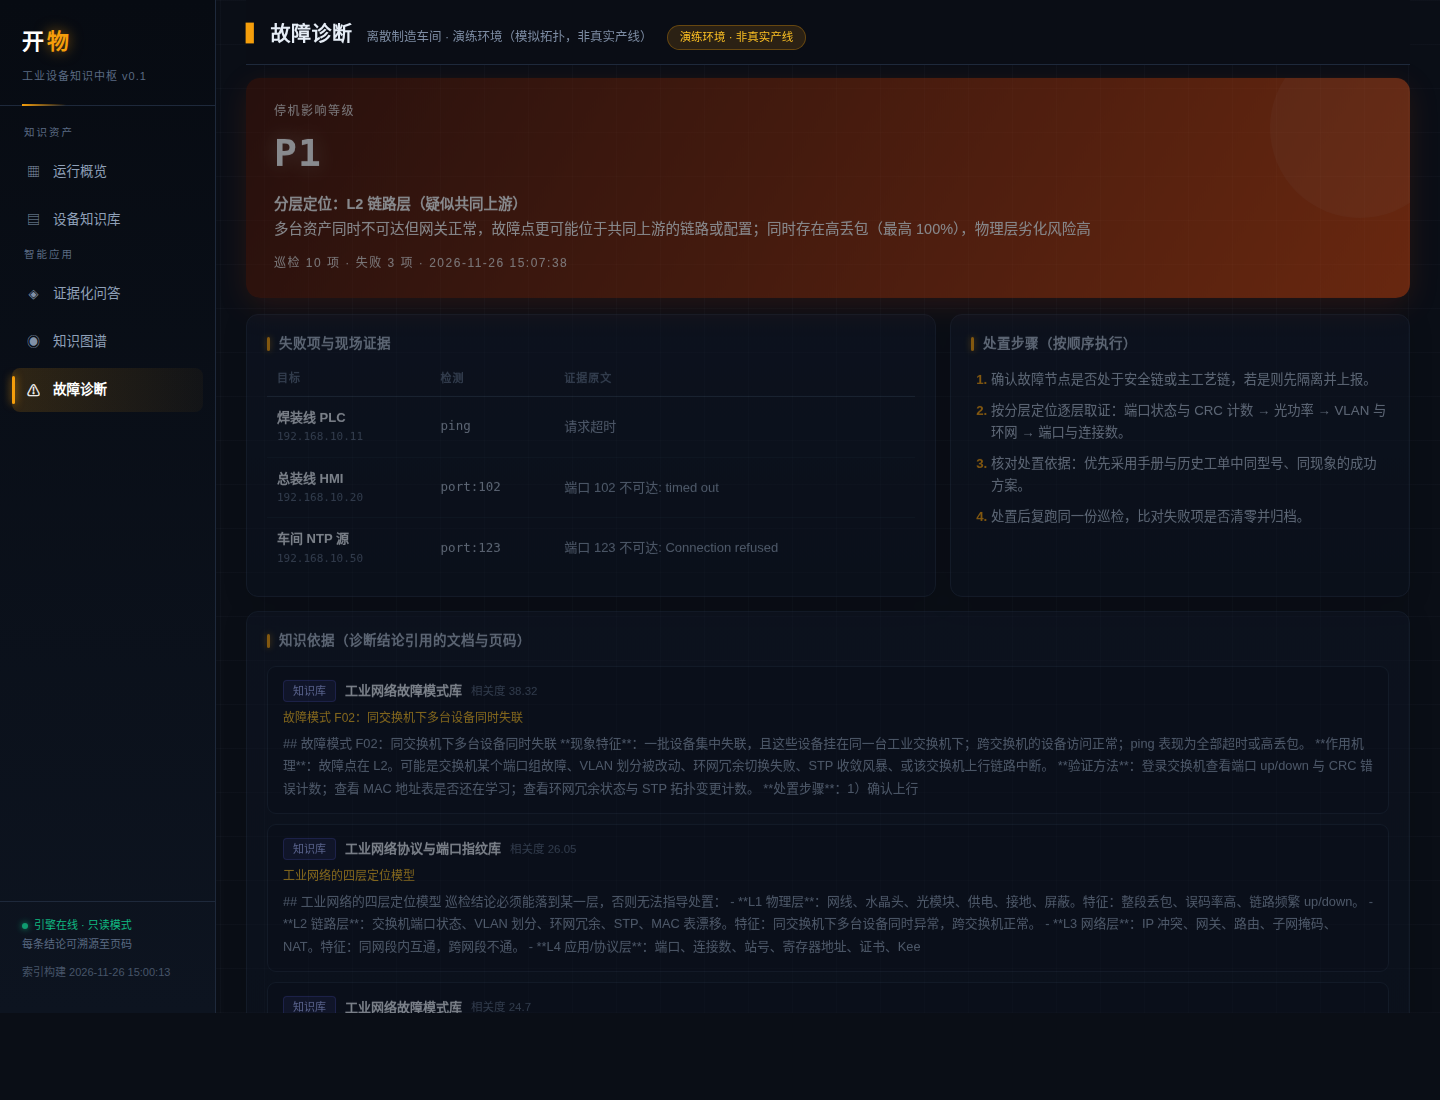 开物
工业设备知识中枢 v0.1
知识资产
运行概览
设备知识库
智能应用
证据化问答
知识图谱
故障诊断
引擎在线 · 只读模式
每条结论可溯源至页码
索引构建 2026-11-26 15:00:13
故障诊断 离散制造车间 · 演练环境（模拟拓扑，非真实产线） 演练环境 · 非真实产线
停机影响等级
P1
分层定位：L2 链路层（疑似共同上游）
多台资产同时不可达但网关正常，故障点更可能位于共同上游的链路或配置；同时存在高丢包（最高 100%），物理层劣化风险高
巡检 10 项 · 失败 3 项 · 2026-11-26 15:07:38
失败项与现场证据
目标 检测 证据原文
焊装线 PLC
192.168.10.11
ping 请求超时
总装线 HMI
192.168.10.20
port:102 端口 102 不可达: timed out
车间 NTP 源
192.168.10.50
port:123 端口 123 不可达: Connection refused
处置步骤（按顺序执行）
1. 确认故障节点是否处于安全链或主工艺链，若是则先隔离并上报。
2. 按分层定位逐层取证：端口状态与 CRC 计数 → 光功率 → VLAN 与
环网 → 端口与连接数。
3. 核对处置依据：优先采用手册与历史工单中同型号、同现象的成功
方案。
4. 处置后复跑同一份巡检，比对失败项是否清零并归档。
知识依据（诊断结论引用的文档与页码）
知识库 工业网络故障模式库 相关度 38.32
故障模式 F02：同交换机下多台设备同时失联
## 故障模式 F02：同交换机下多台设备同时失联 **现象特征**：一批设备集中失联，且这些设备挂在同一台工业交换机下；跨交换机的设备访问正常；ping 表现为全部超时或高丢包。 **作用机
理**：故障点在 L2。可能是交换机某个端口组故障、VLAN 划分被改动、环网冗余切换失败、STP 收敛风暴、或该交换机上行链路中断。 **验证方法**：登录交换机查看端口 up/down 与 CRC 错
误计数；查看 MAC 地址表是否还在学习；查看环网冗余状态与 STP 拓扑变更计数。 **处置步骤**：1）确认上行
知识库 工业网络协议与端口指纹库 相关度 26.05
工业网络的四层定位模型
## 工业网络的四层定位模型 巡检结论必须能落到某一层，否则无法指导处置： - **L1 物理层**：网线、水晶头、光模块、供电、接地、屏蔽。特征：整段丢包、误码率高、链路频繁 up/down。 -
**L2 链路层**：交换机端口状态、VLAN 划分、环网冗余、STP、MAC 表漂移。特征：同交换机下多台设备同时异常，跨交换机正常。 - **L3 网络层**：IP 冲突、网关、路由、子网掩码、
NAT。特征：同网段内互通，跨网段不通。 - **L4 应用/协议层**：端口、连接数、站号、寄存器地址、证书、Kee
知识库 工业网络故障模式库 相关度 24.7